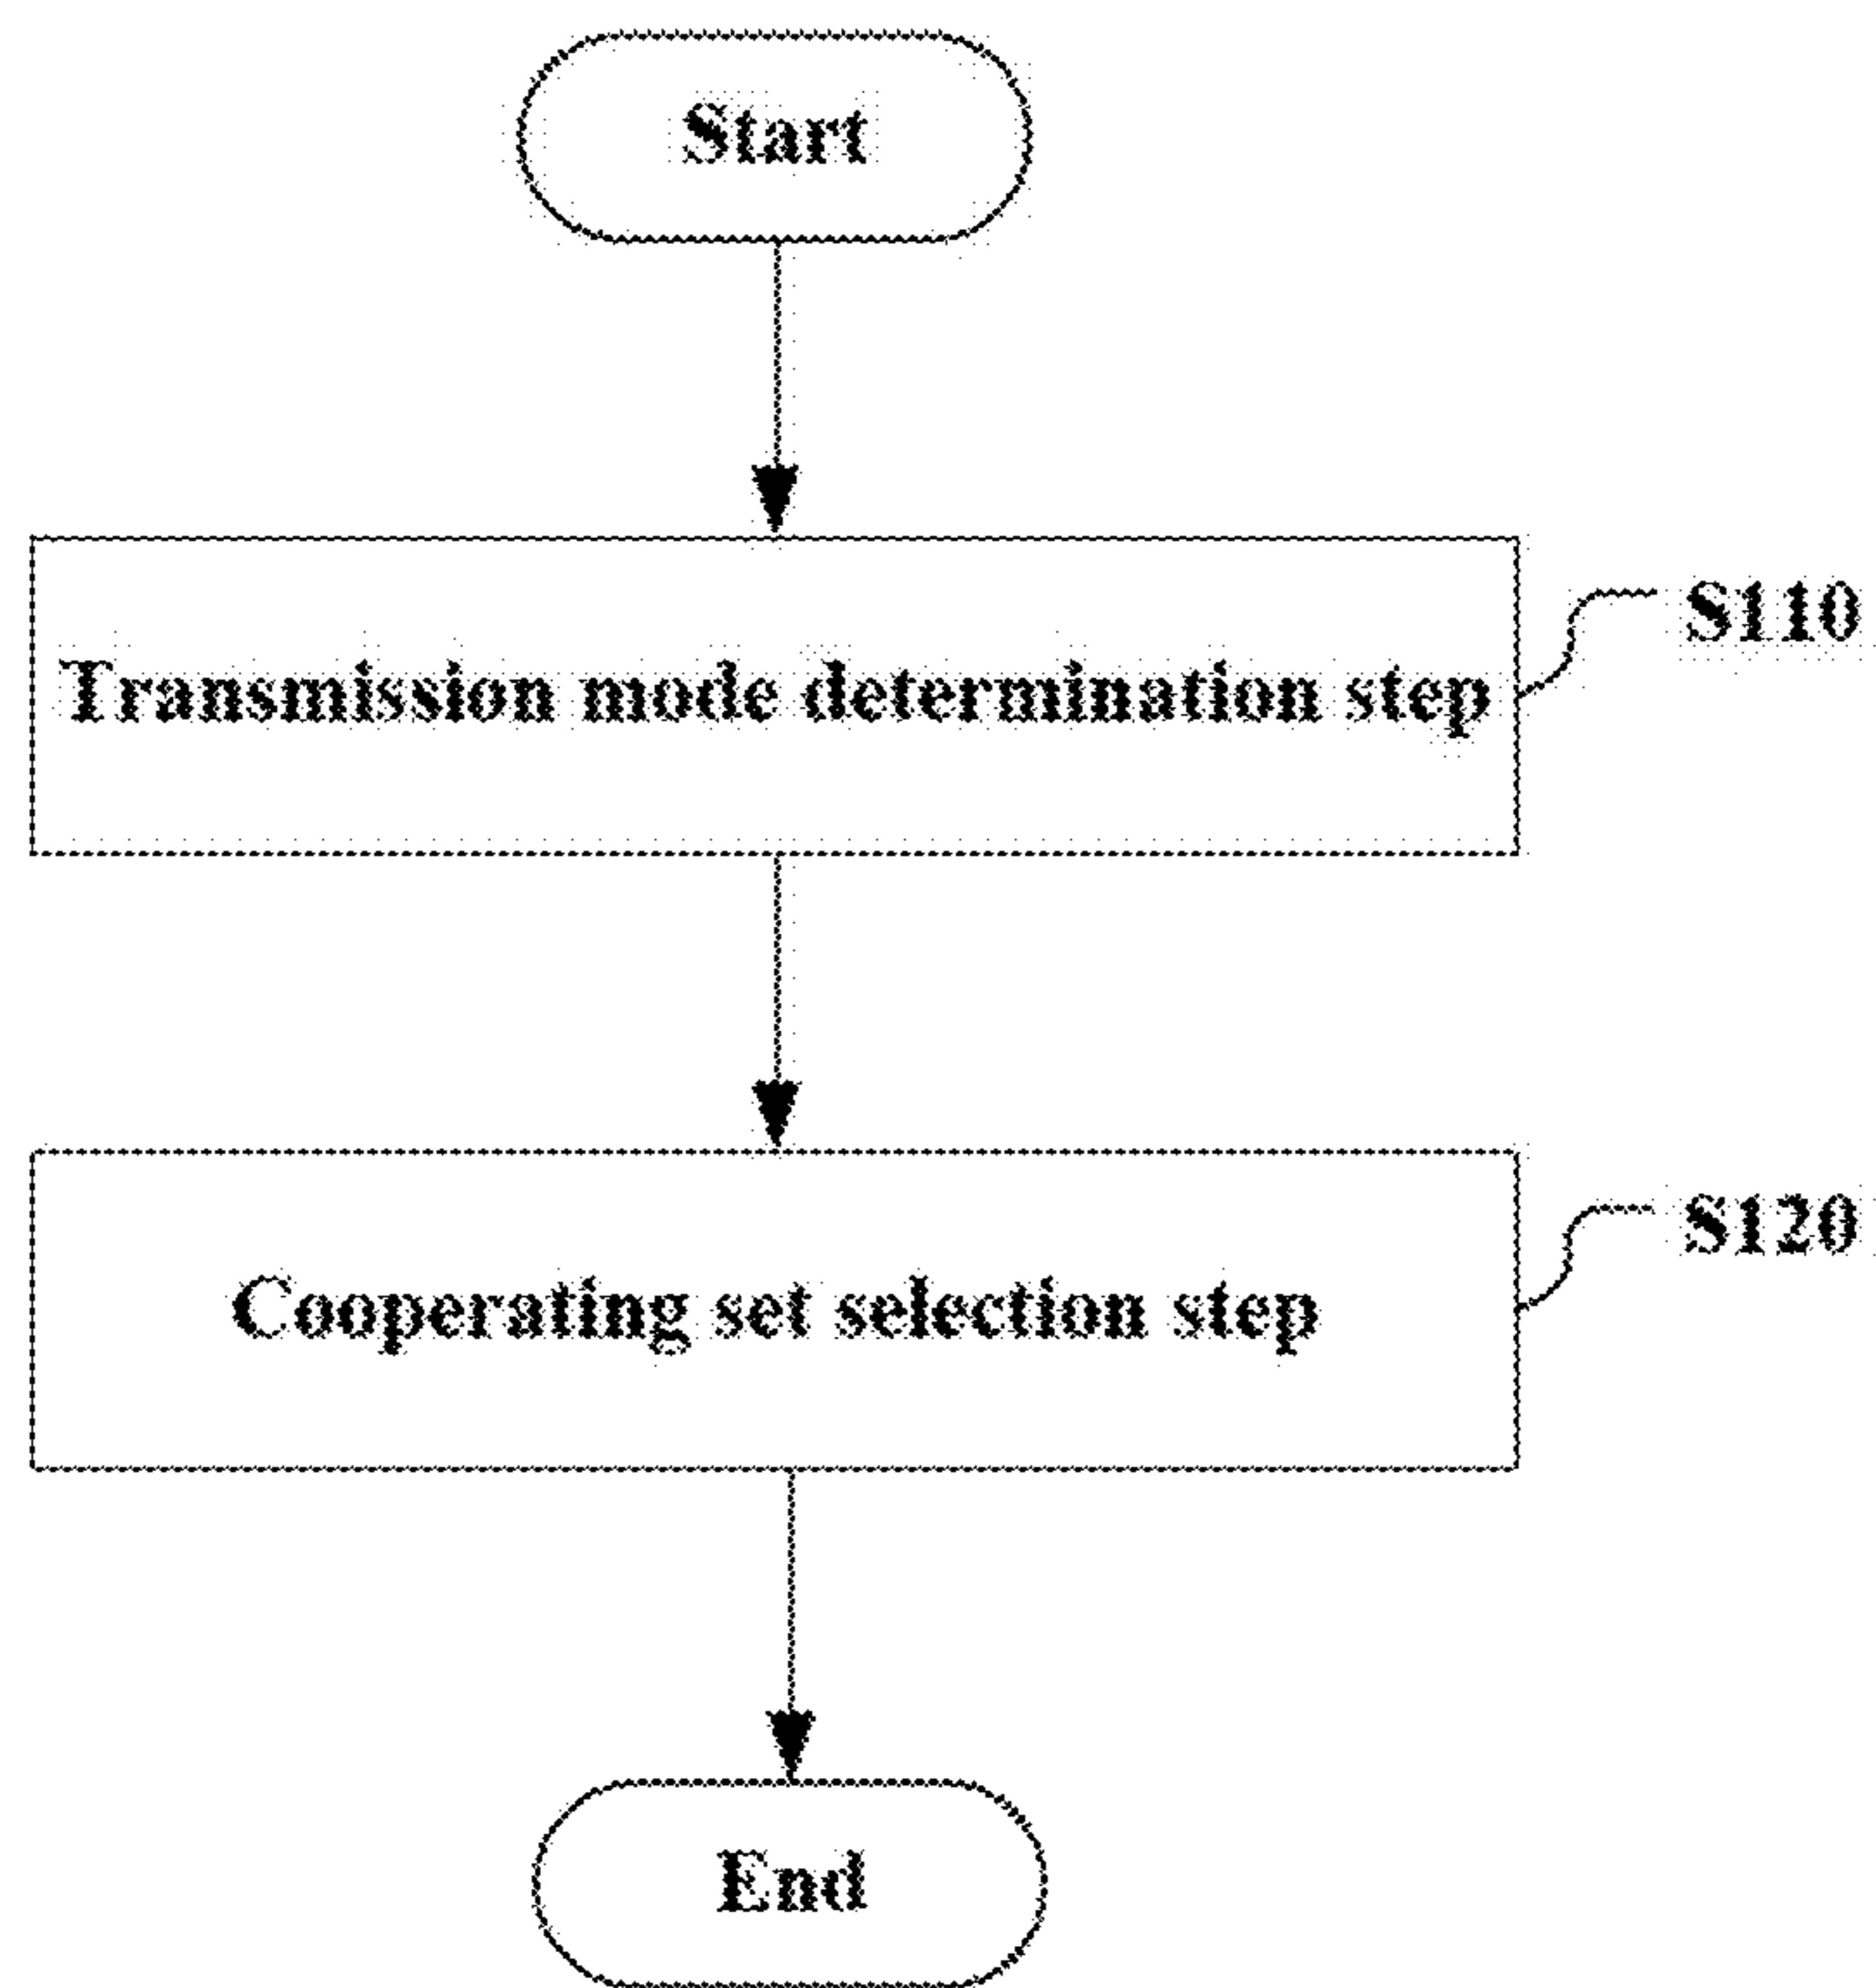 Start
Transmission mode determination step
S110
Cooperating set selection step
S120
End